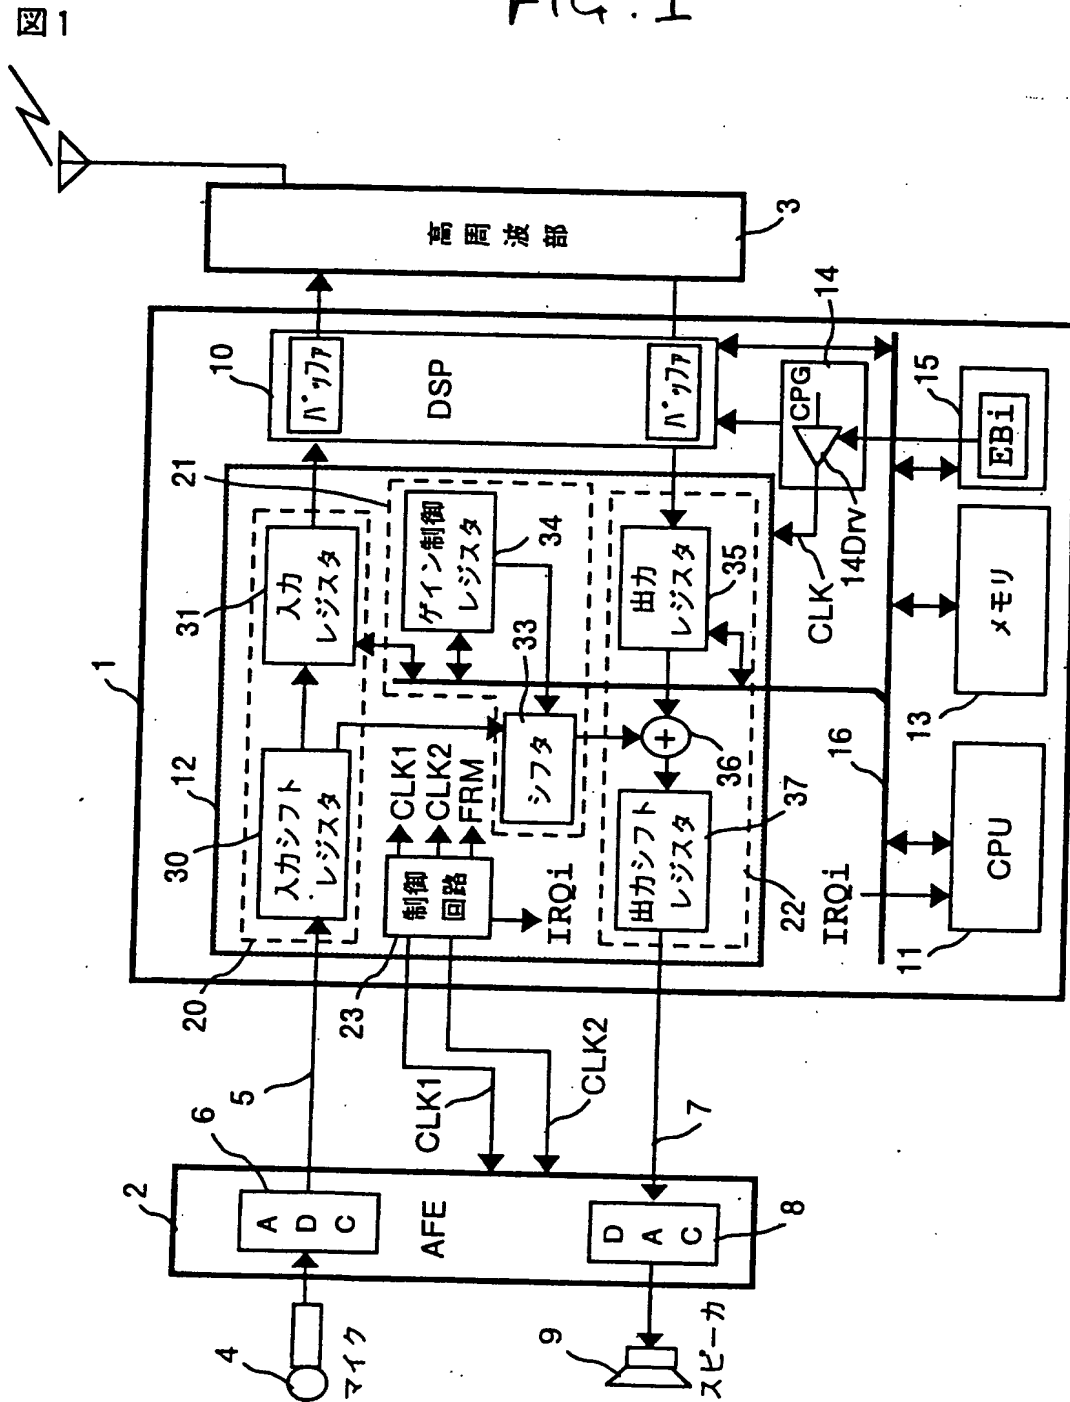 図1
FIG. 1
高周波部
3
10
バッファ
DSP
バッファ
14
CPG
14Drv
CLK
15
EBi
1
12
21
31
入力
レジスタ
30
入力シフト
レジスタ
20
ゲイン制御
レジスタ
34
33
シフタ
CLK1
CLK2
FRM
制御
回路
23
IRQi
出力
レジスタ
35
+
36
出力シフト
レジスタ
37
22
16
メモリ
13
CPU
11
IRQi
5
CLK1
CLK2
7
2
6
ADC
AFE
DAC
8
4
マイク
9
スピーカ